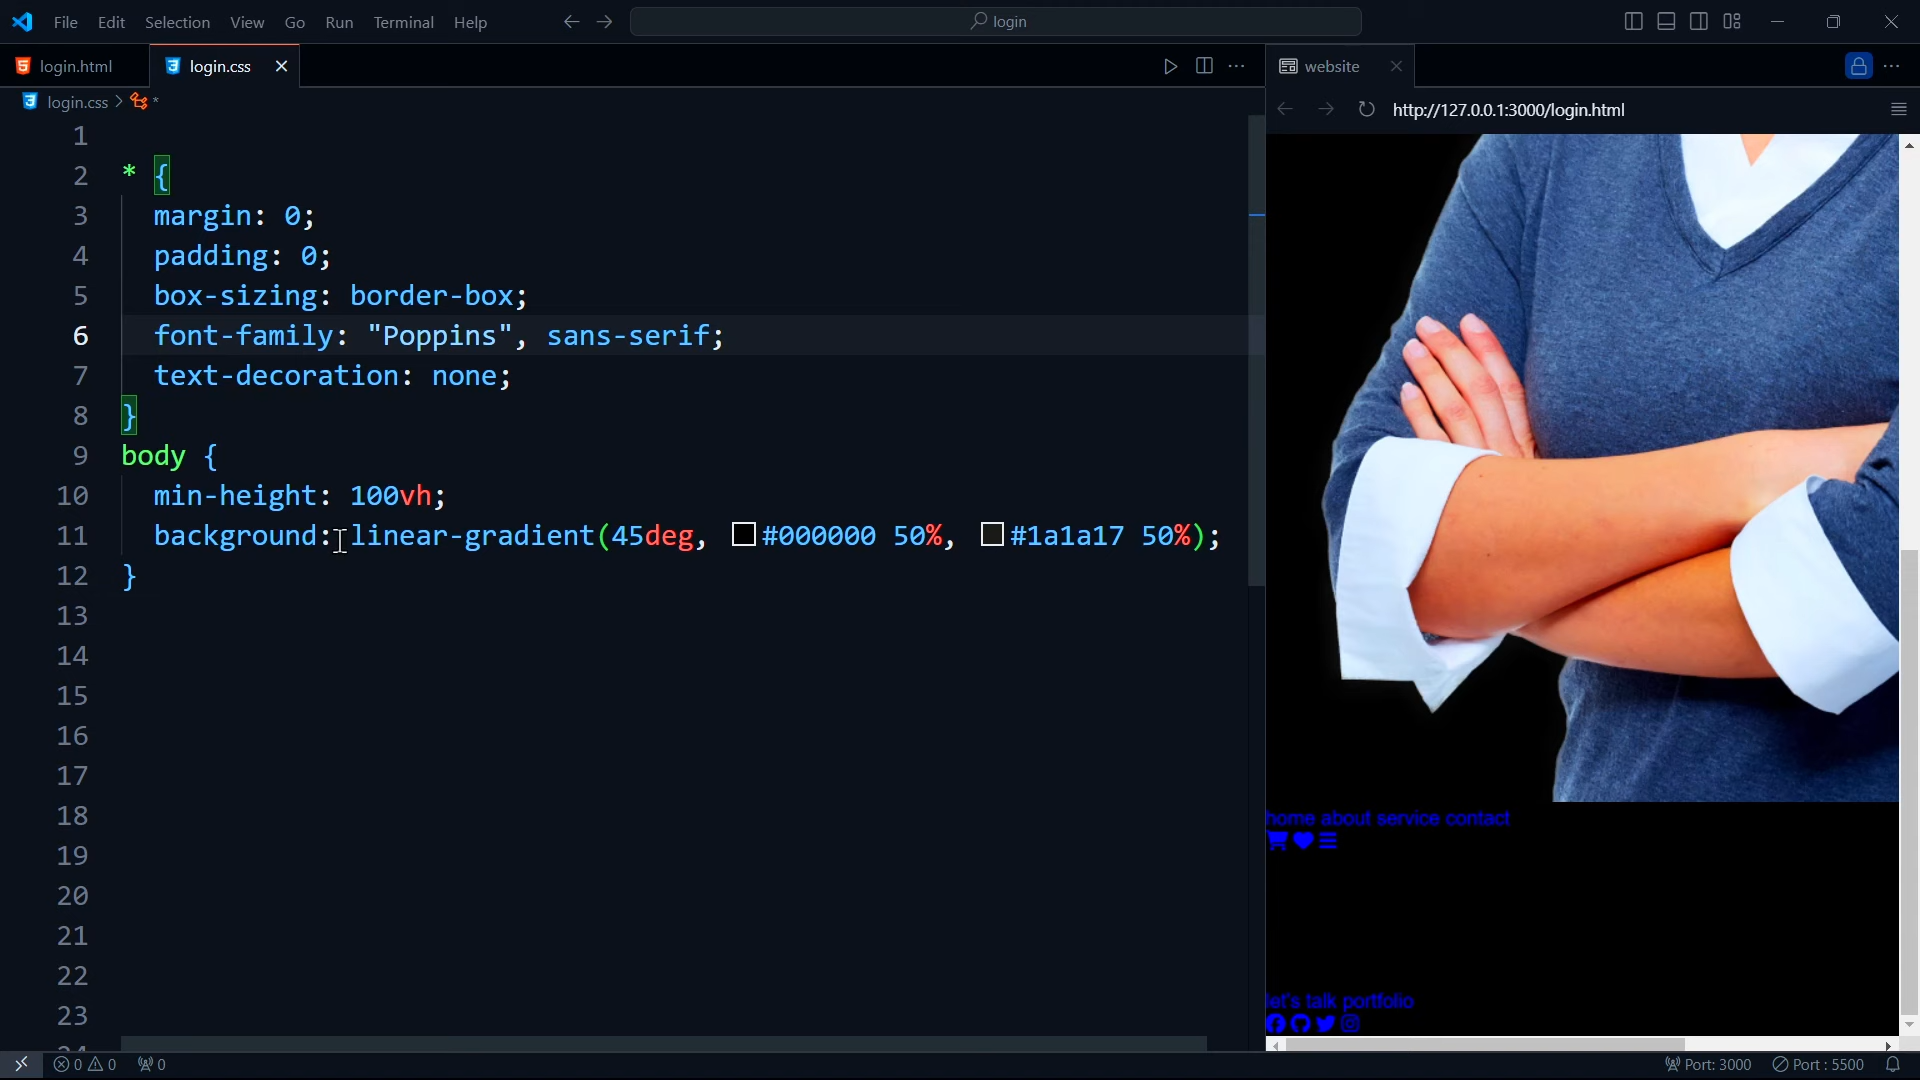 File Edit Selection View Go Run Terminal Help
login
login.html
login.css
website
login.css > *
http://127.0.0.1:3000/login.html
1
2 * {
3 margin: 0;
4 padding: 0;
5 box-sizing: border-box;
6 font-family: "Poppins", sans-serif;
7 text-decoration: none;
8 }
9 body {
10 min-height: 100vh;
11 background: linear-gradient(45deg, #000000 50%, #1a1a17 50%);
12 }
13
14
15
16
17
18
19
20
21
22
23
home about service contact
let's talk portfolio
0 0 0
Port: 3000
Port : 5500